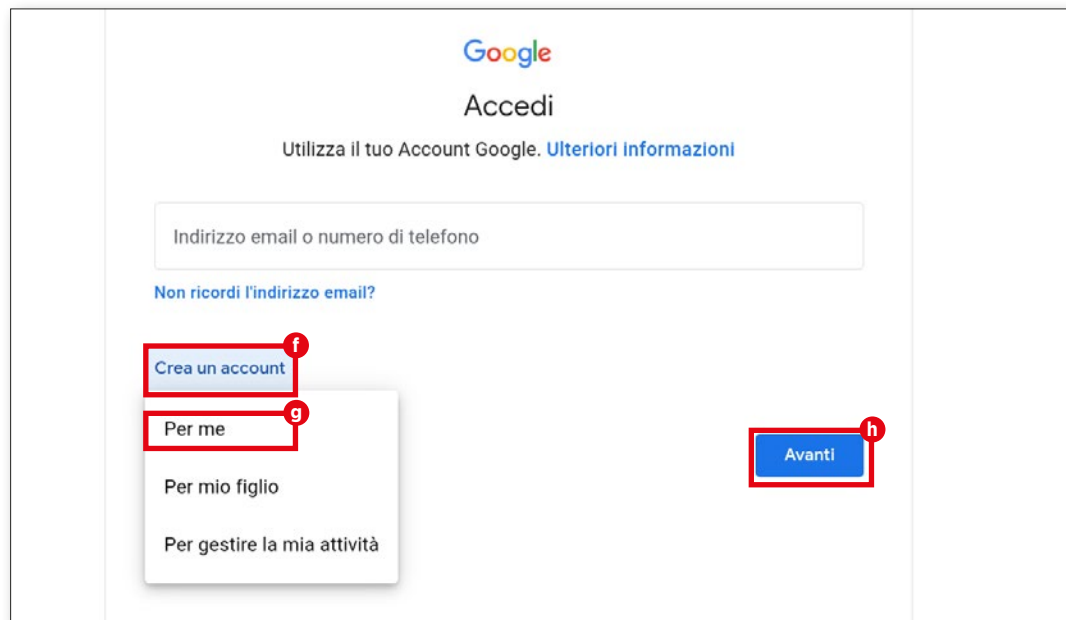 Google
Accedi
Utilizza il tuo Account Google. Ulteriori informazioni
Indirizzo email o numero di telefono
Non ricordi l'indirizzo email?
f
Crea un account
g
Per me
h
Avanti
Per mio figlio
Per gestire la mia attività